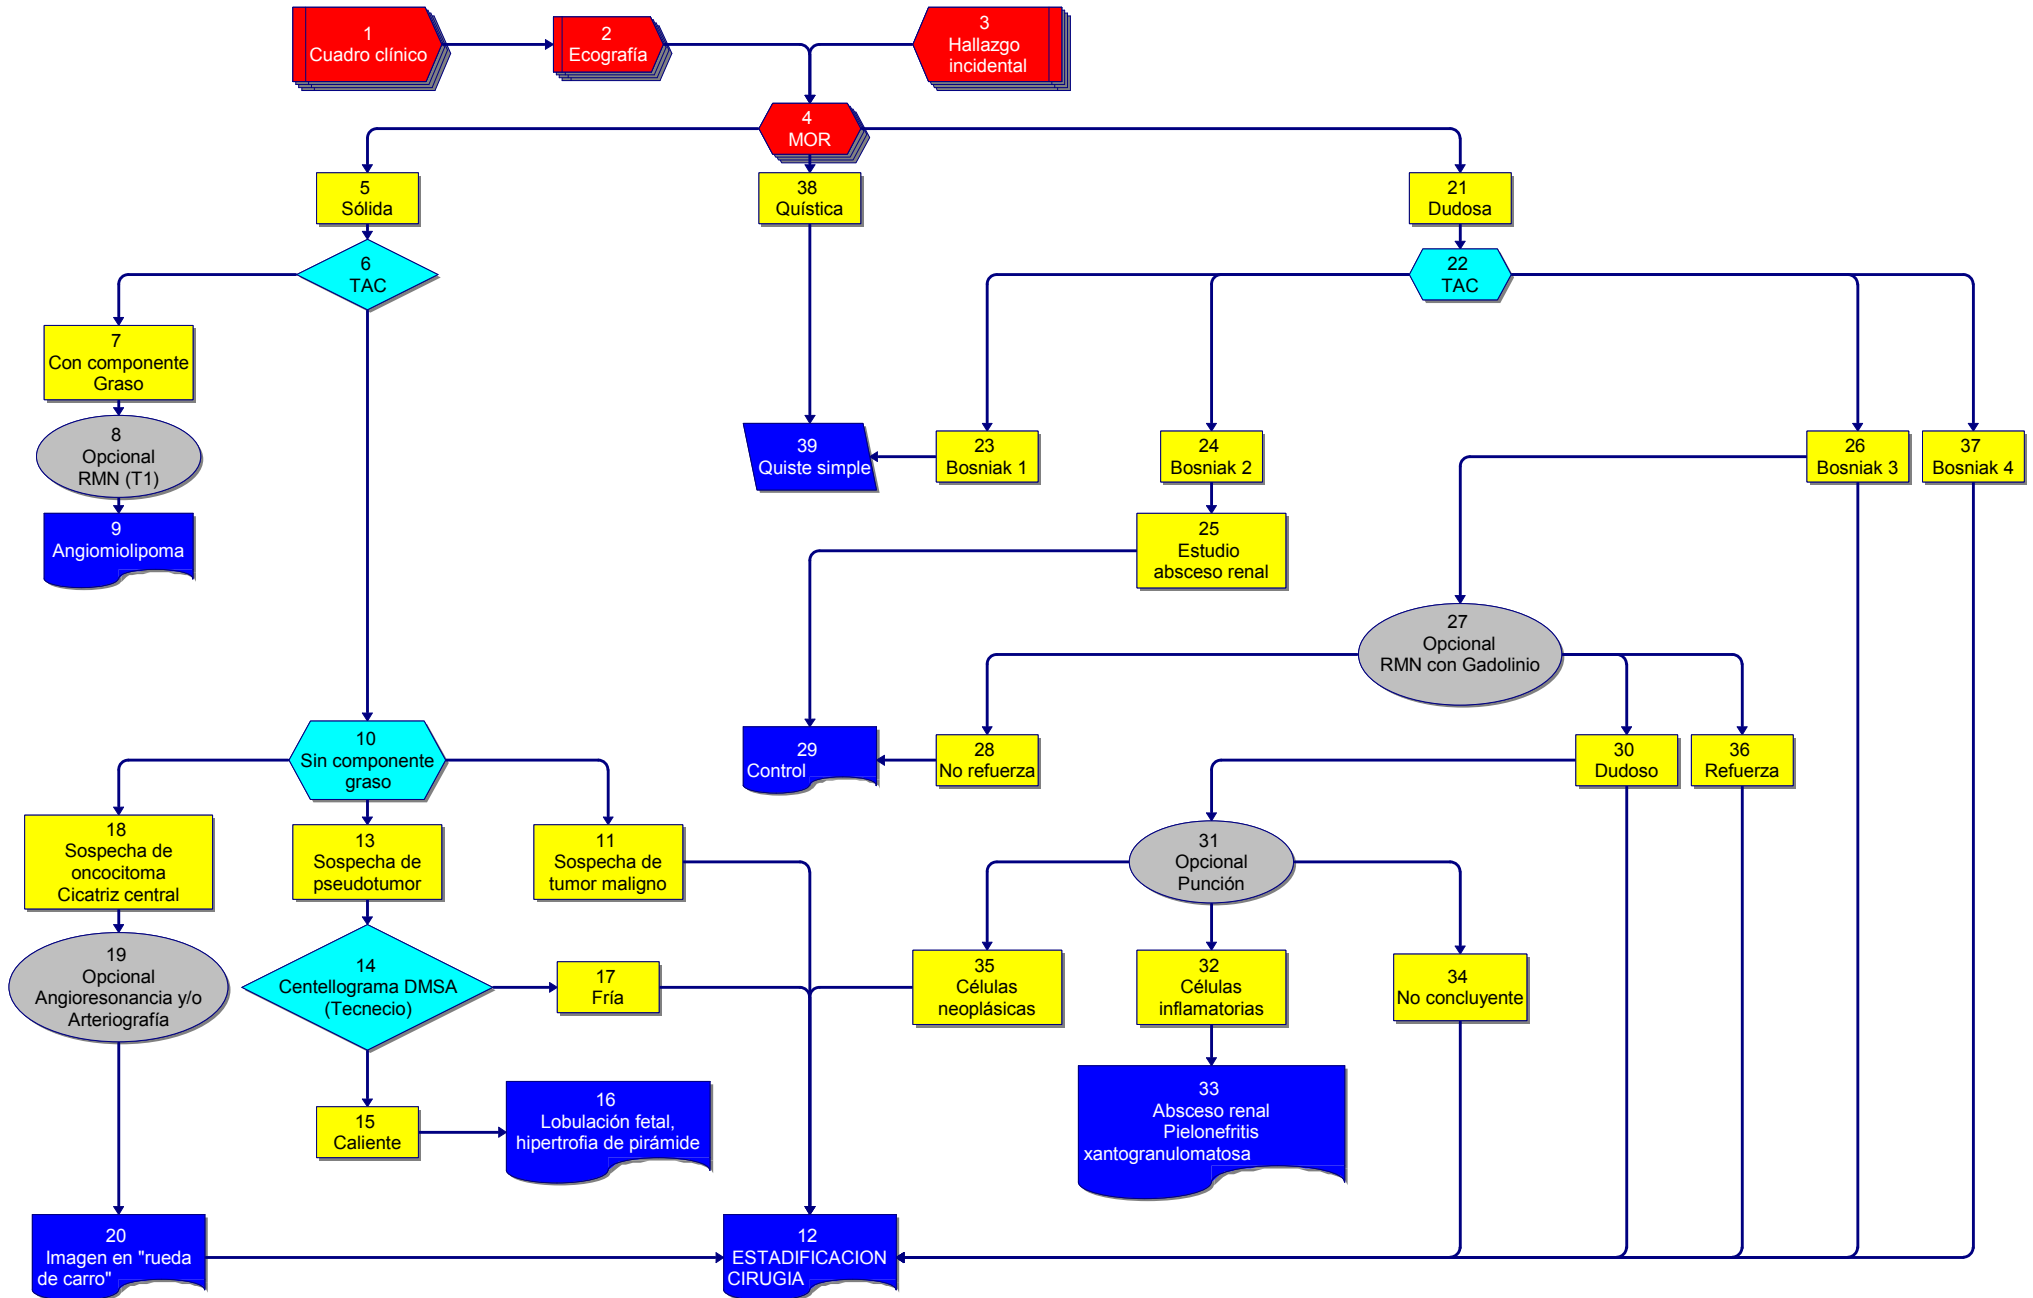 1
Cuadro clínico
2
Ecografía
3
Hallazgo
incidental
4
MOR
5
Sólida
38
Quística
21
Dudosa
6
TAC
22
TAC
7
Con componente
Graso
8
Opcional
RMN (T1)
9
Angiomiolipoma
39
Quiste simple
23
Bosniak 1
24
Bosniak 2
26
Bosniak 3
37
Bosniak 4
25
Estudio
absceso renal
27
Opcional
RMN con Gadolinio
10
Sin componente
graso
29
Control
28
No refuerza
30
Dudoso
36
Refuerza
18
Sospecha de
oncocitoma
Cicatriz central
13
Sospecha de
pseudotumor
11
Sospecha de
tumor maligno
31
Opcional
Punción
19
Opcional
Angioresonancia y/o
Arteriografía
14
Centellograma DMSA
(Tecnecio)
17
Fría
35
Células
neoplásicas
32
Células
inflamatorias
34
No concluyente
15
Caliente
16
Lobulación fetal,
hipertrofia de pirámide
33
Absceso renal
Pielonefritis
xantogranulomatosa
20
Imagen en "rueda
de carro"
12
ESTADIFICACION
CIRUGIA